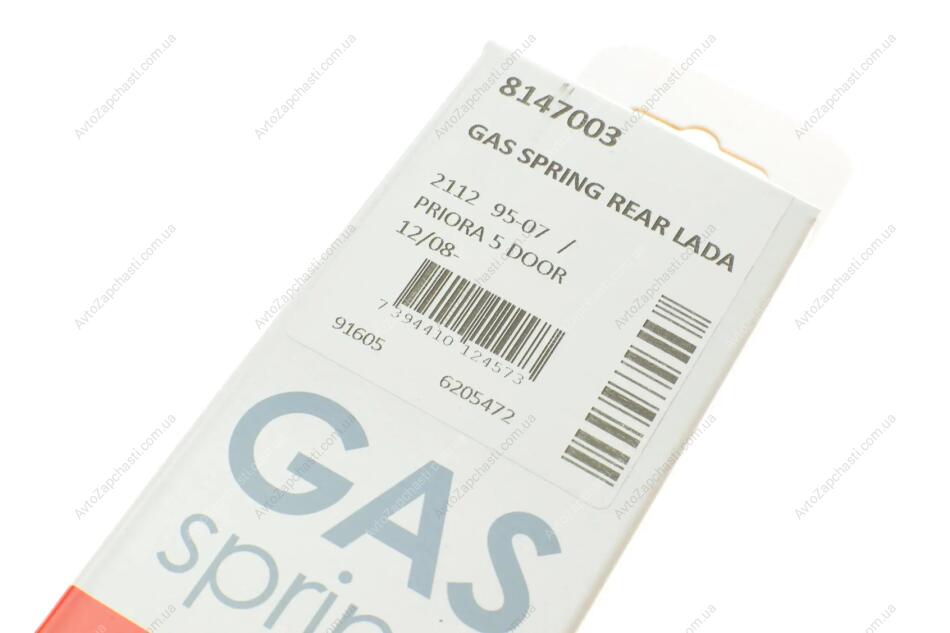 8147003
GAS SPRING REAR LADA
2112 95-07 /
PRIORA 5 DOOR
12/08-
7 394410 124573
91605
6205472
GAS
sprin
AvtoZapchasti.com.ua